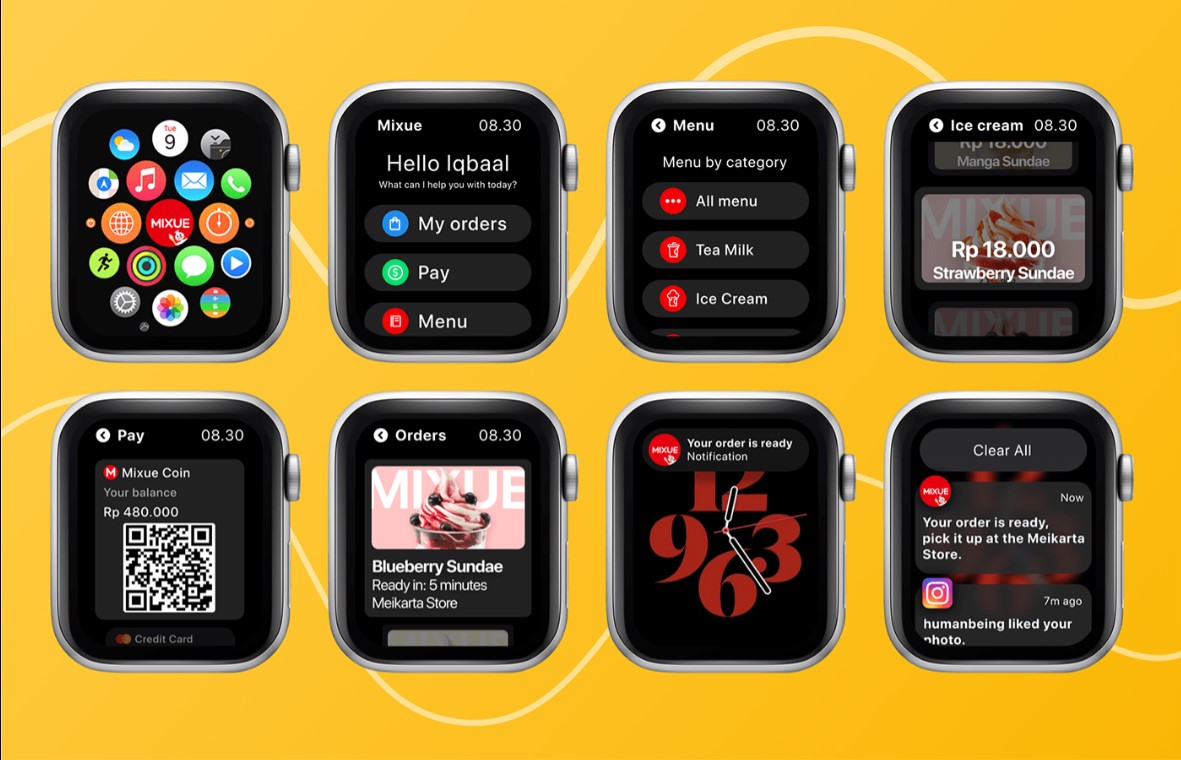 Tue
9
MIXUE
Mixue 08.30
Hello Iqbaal
What can I help you with today?
My orders
Pay
Menu
Menu 08.30
Menu by category
All menu
Tea Milk
Ice Cream
Ice cream 08.30
Rp 18.000
Manga Sundae
MIXUE
Rp 18.000
Strawberry Sundae
MIXUE
Pay 08.30
M Mixue Coin
Your balance
Rp 480.000
Credit Card
Orders 08.30
MIXUE
Blueberry Sundae
Ready in: 5 minutes
Meikarta Store
MIXUE
Your order is ready
Notification
12
9 3
6
Clear All
MIXUE
Now
Your order is ready,
pick it up at the Meikarta
Store.
7m ago
humanbeing liked your
photo.